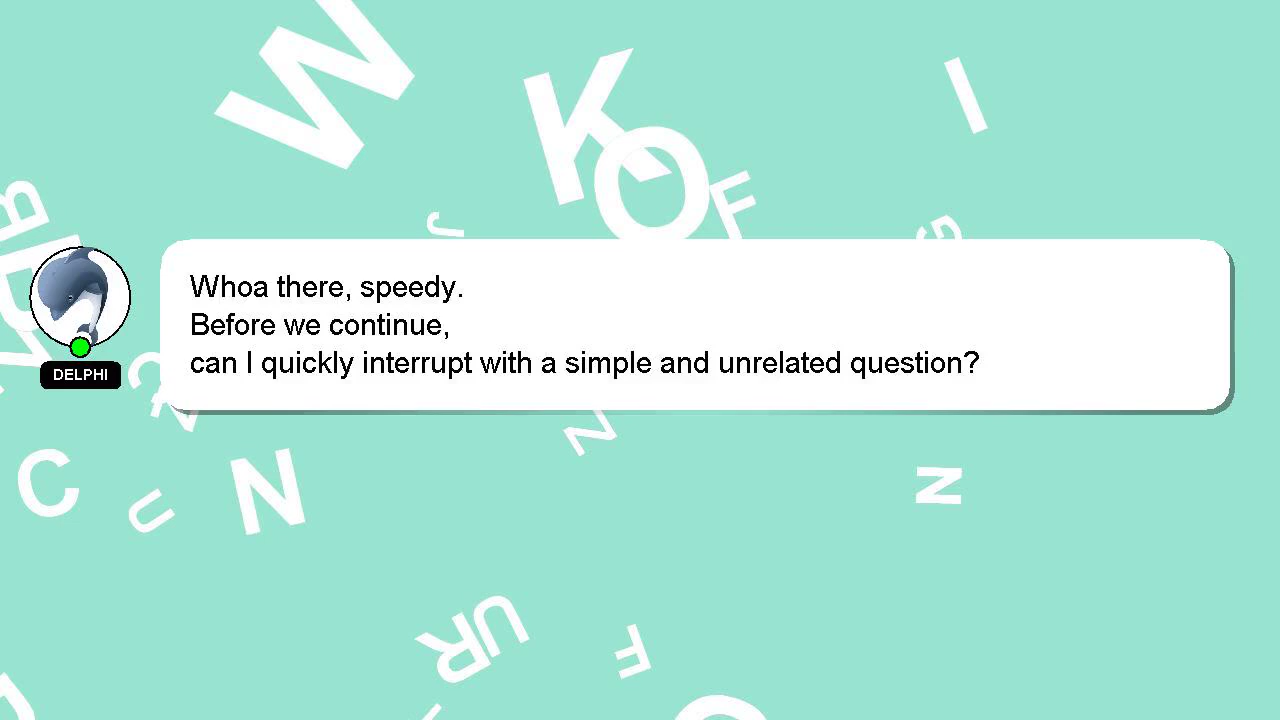 W
K
I
O
F
J
B
G
D
DELPHI
Whoa there, speedy.
Before we continue,
can I quickly interrupt with a simple and unrelated question?
N
C
N
N
U
U
R
F